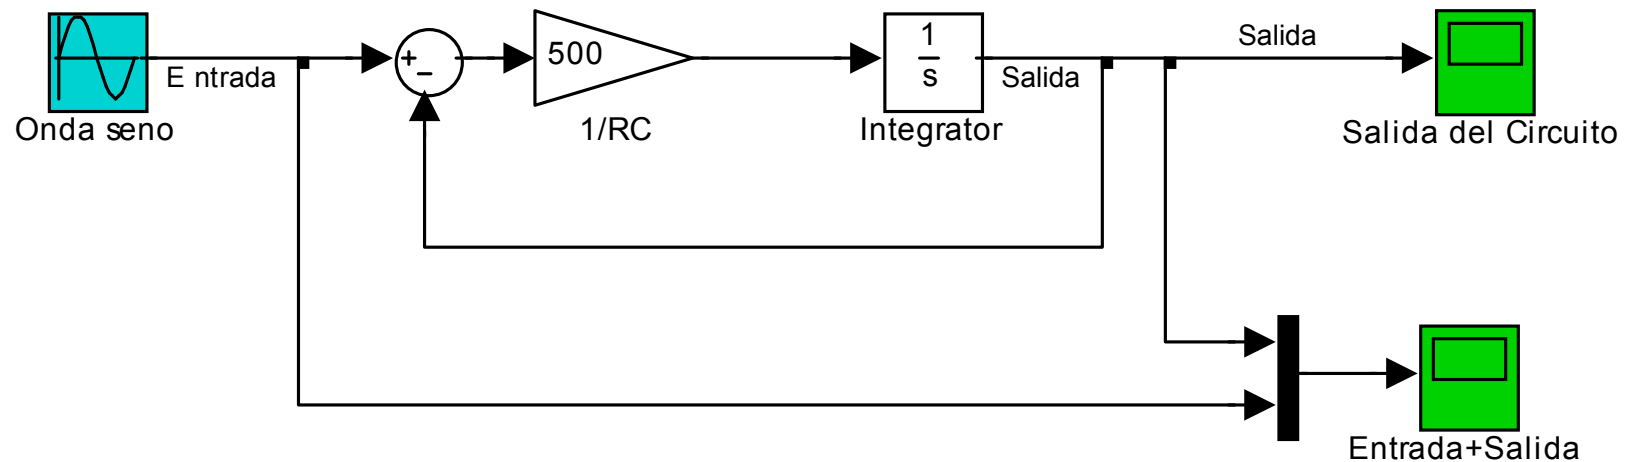 Salida
+
−
500
1
s
E ntrada
Salida
Onda seno
1/RC
Integrator
Salida del Circuito
Entrada+Salida